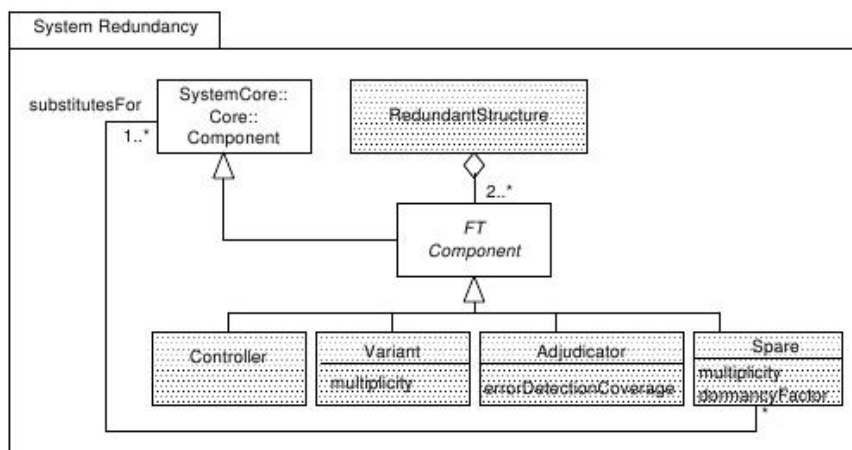 System Redundancy
substitutesFor
1..*
SystemCore::
Core::
Component
RedundantStructure
2..*
FT
Component
Controller
Variant
multiplicity
Adjudicator
errorDetectionCoverage
Spare
multiplicity
dormancyFactor
*